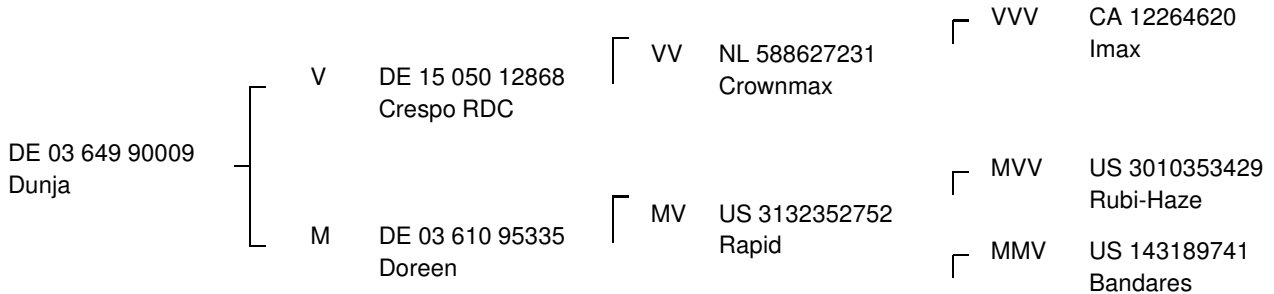 VVV CA 12264620
Imax
VV NL 588627231
Crownmax
V DE 15 050 12868
Crespo RDC
DE 03 649 90009
Dunja
MVV US 3010353429
Rubi-Haze
MV US 3132352752
Rapid
M DE 03 610 95335
Doreen
MMV US 143189741
Bandares